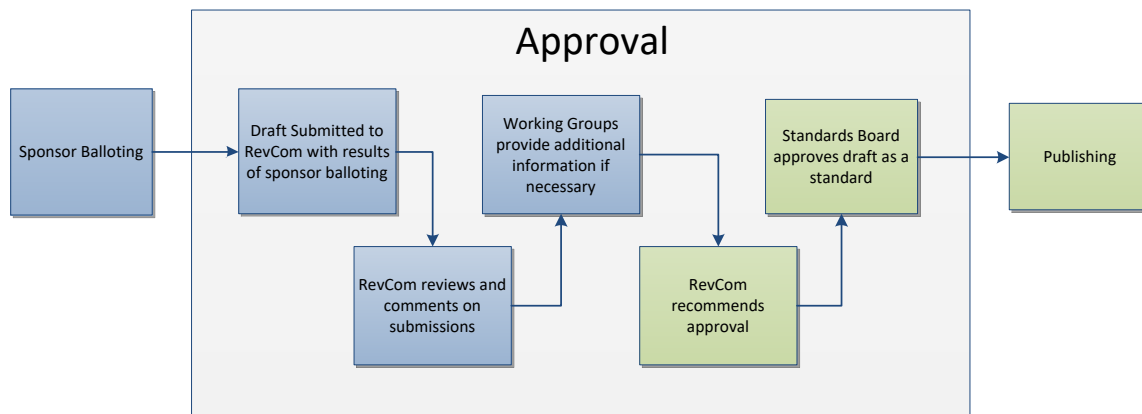 Approval
Sponsor Balloting
Draft Submitted to
RevCom with results
of sponsor balloting
RevCom reviews and
comments on
submissions
Working Groups
provide additional
information if
necessary
RevCom
recommends
approval
Standards Board
approves draft as a
standard
Publishing